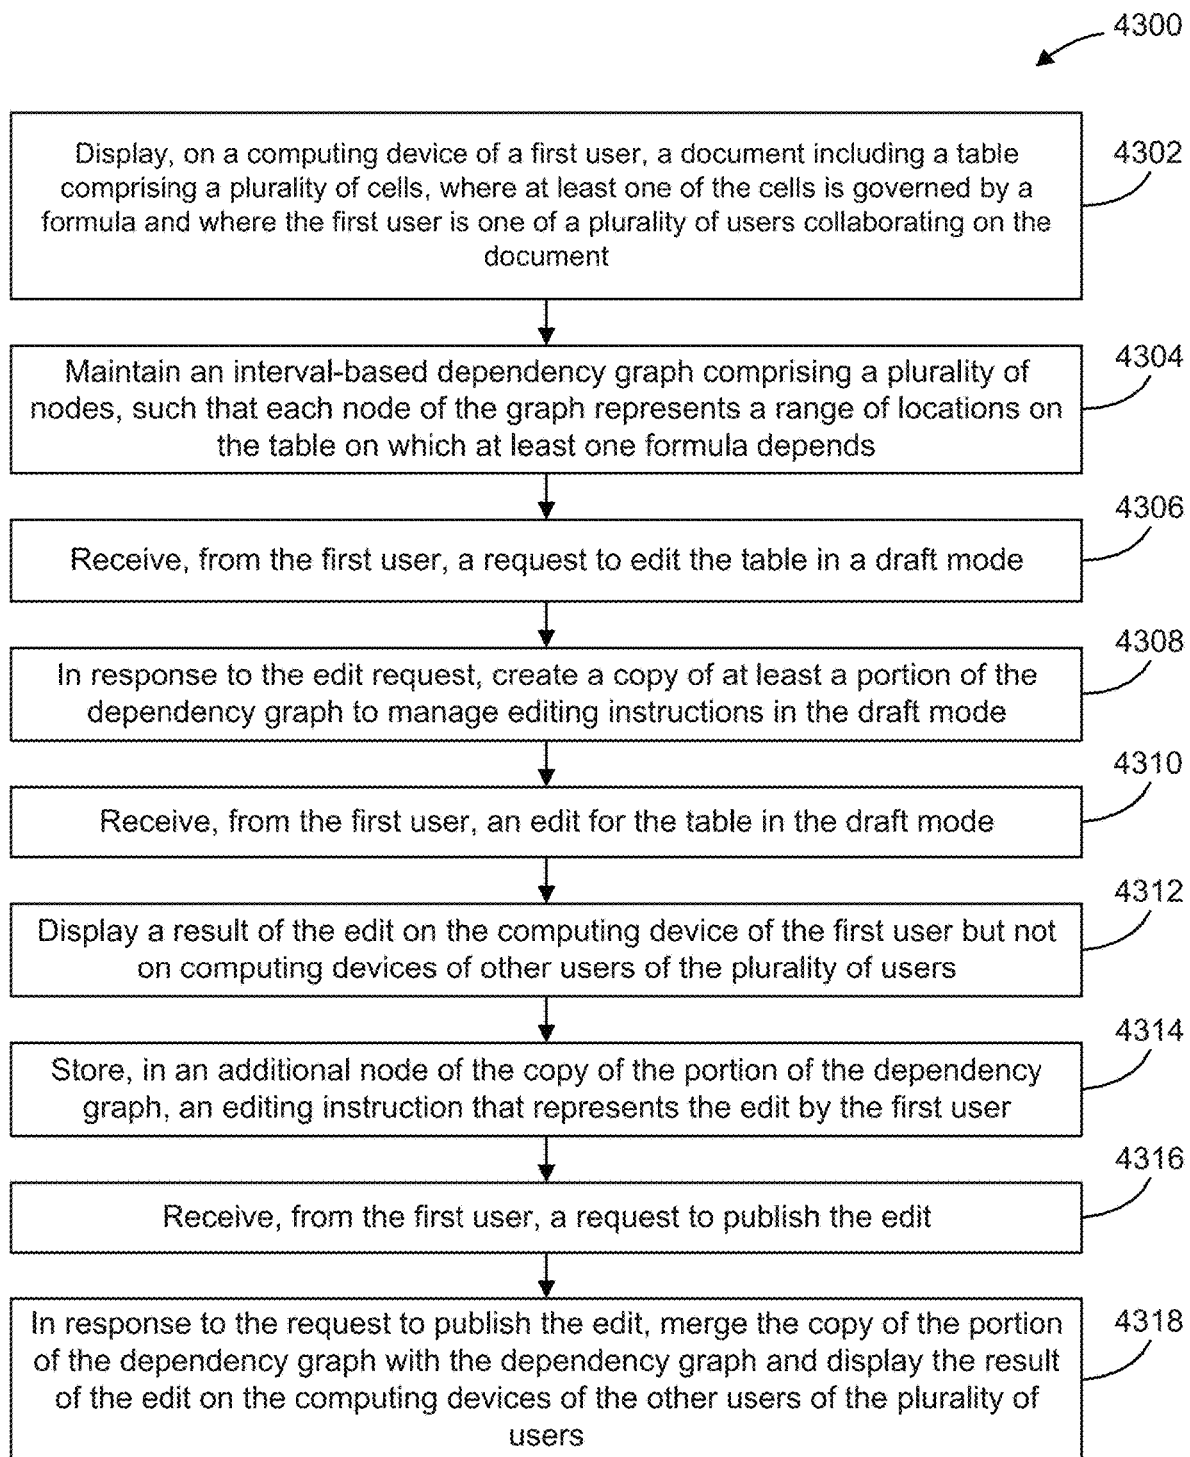 4300
Display, on a computing device of a first user, a document including a table
comprising a plurality of cells, where at least one of the cells is governed by a
formula and where the first user is one of a plurality of users collaborating on the
document
4302
Maintain an interval-based dependency graph comprising a plurality of
nodes, such that each node of the graph represents a range of locations on
the table on which at least one formula depends
4304
Receive, from the first user, a request to edit the table in a draft mode
4306
In response to the edit request, create a copy of at least a portion of the
dependency graph to manage editing instructions in the draft mode
4308
Receive, from the first user, an edit for the table in the draft mode
4310
Display a result of the edit on the computing device of the first user but not
on computing devices of other users of the plurality of users
4312
Store, in an additional node of the copy of the portion of the dependency
graph, an editing instruction that represents the edit by the first user
4314
Receive, from the first user, a request to publish the edit
4316
In response to the request to publish the edit, merge the copy of the portion
of the dependency graph with the dependency graph and display the result
of the edit on the computing devices of the other users of the plurality of
users
4318